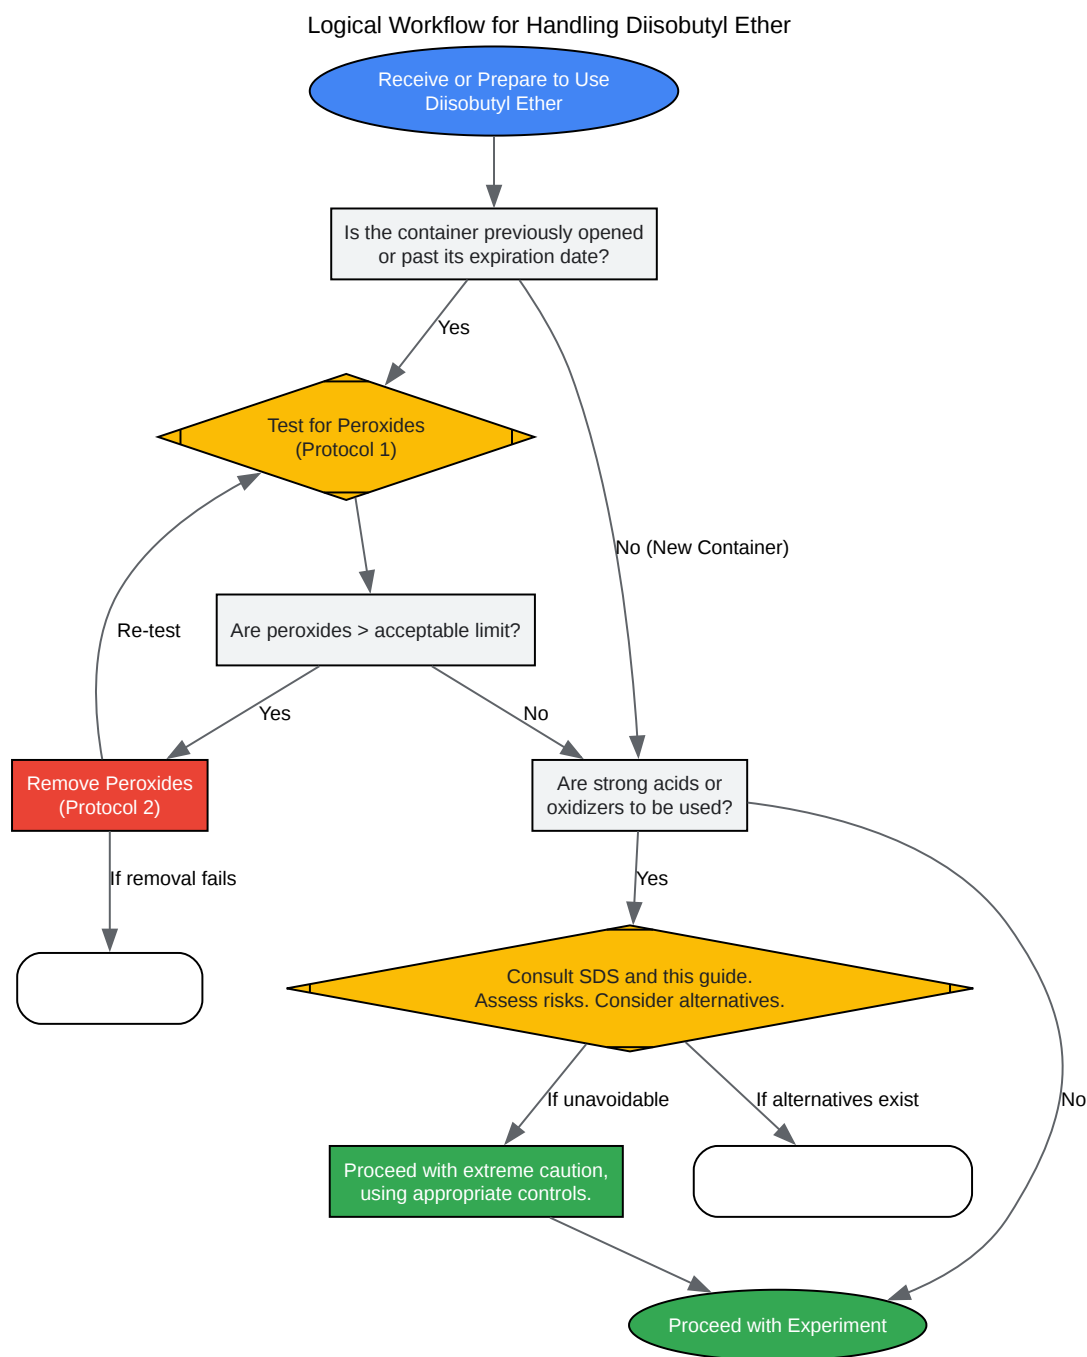 Logical Workflow for Handling Diisobutyl Ether
Receive or Prepare to Use
Diisobutyl Ether
Is the container previously opened
or past its expiration date?
Yes
Test for Peroxides
(Protocol 1)
No (New Container)
Re-test
Are peroxides > acceptable limit?
Yes
No
Remove Peroxides
(Protocol 2)
Are strong acids or
oxidizers to be used?
If removal fails
Yes
Consult SDS and this guide.
Assess risks. Consider alternatives.
If unavoidable
If alternatives exist
No
Proceed with extreme caution,
using appropriate controls.
Proceed with Experiment